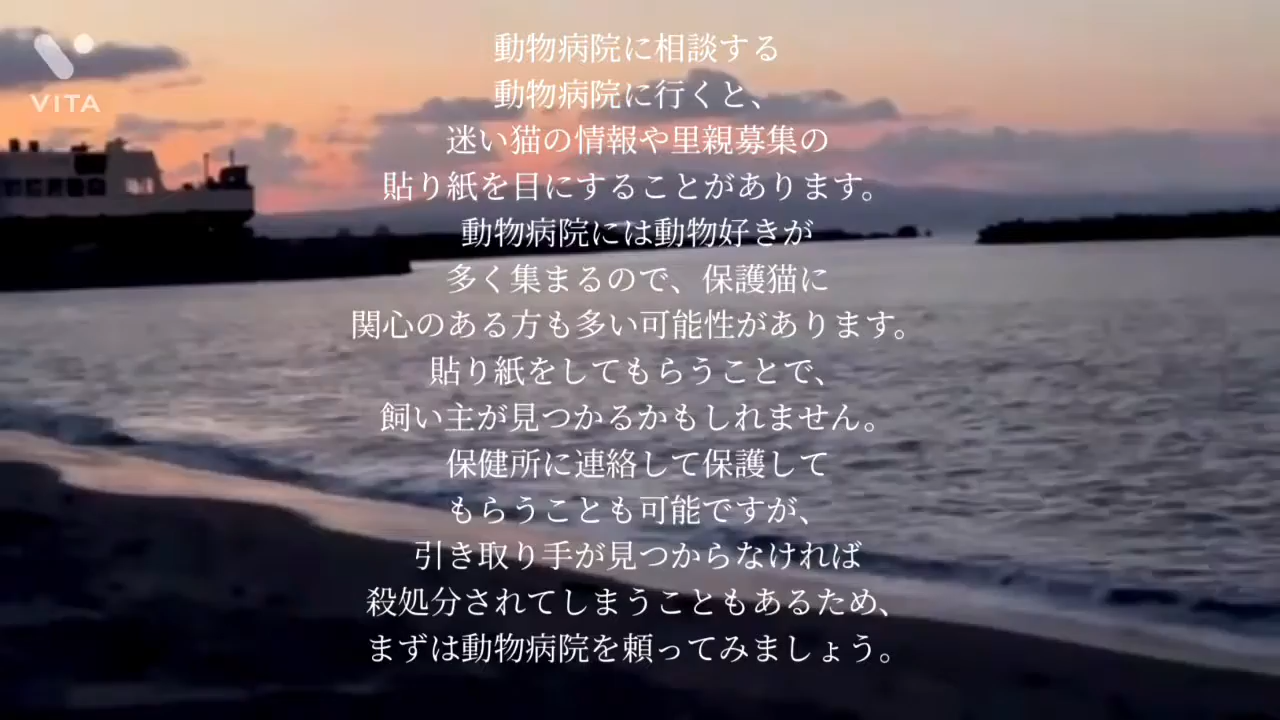 VITA
動物病院に相談する
動物病院に行くと、
迷い猫の情報や里親募集の
貼り紙を目にすることがあります。
動物病院には動物好きが
多く集まるので、保護猫に
関心のある方も多い可能性があります。
貼り紙をしてもらうことで、
飼い主が見つかるかもしれません。
保健所に連絡して保護して
もらうことも可能ですが、
引き取り手が見つからなければ
殺処分されてしまうこともあるため、
まずは動物病院を頼ってみましょう。